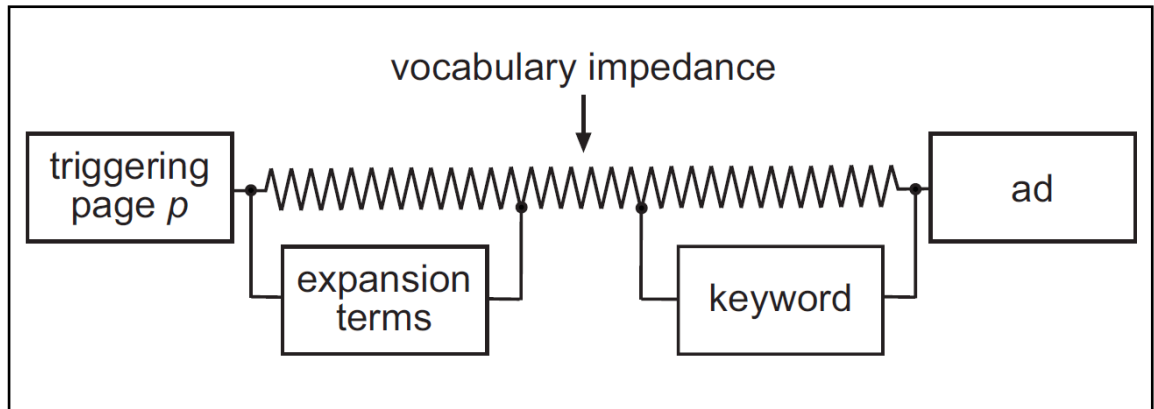 vocabulary impedance
triggering
page p
ad
expansion
terms
keyword